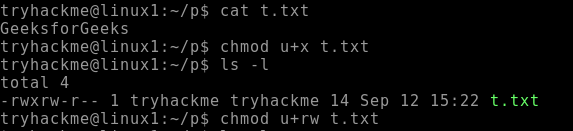 tryhackme@linux1:~/p$ cat t.txt
GeeksforGeeks
tryhackme@linux1:~/p$ chmod u+x t.txt
tryhackme@linux1:~/p$ ls -l
total 4
-rwxrw-r-- 1 tryhackme tryhackme 14 Sep 12 15:22 t.txt
tryhackme@linux1:~/p$ chmod u+rw t.txt